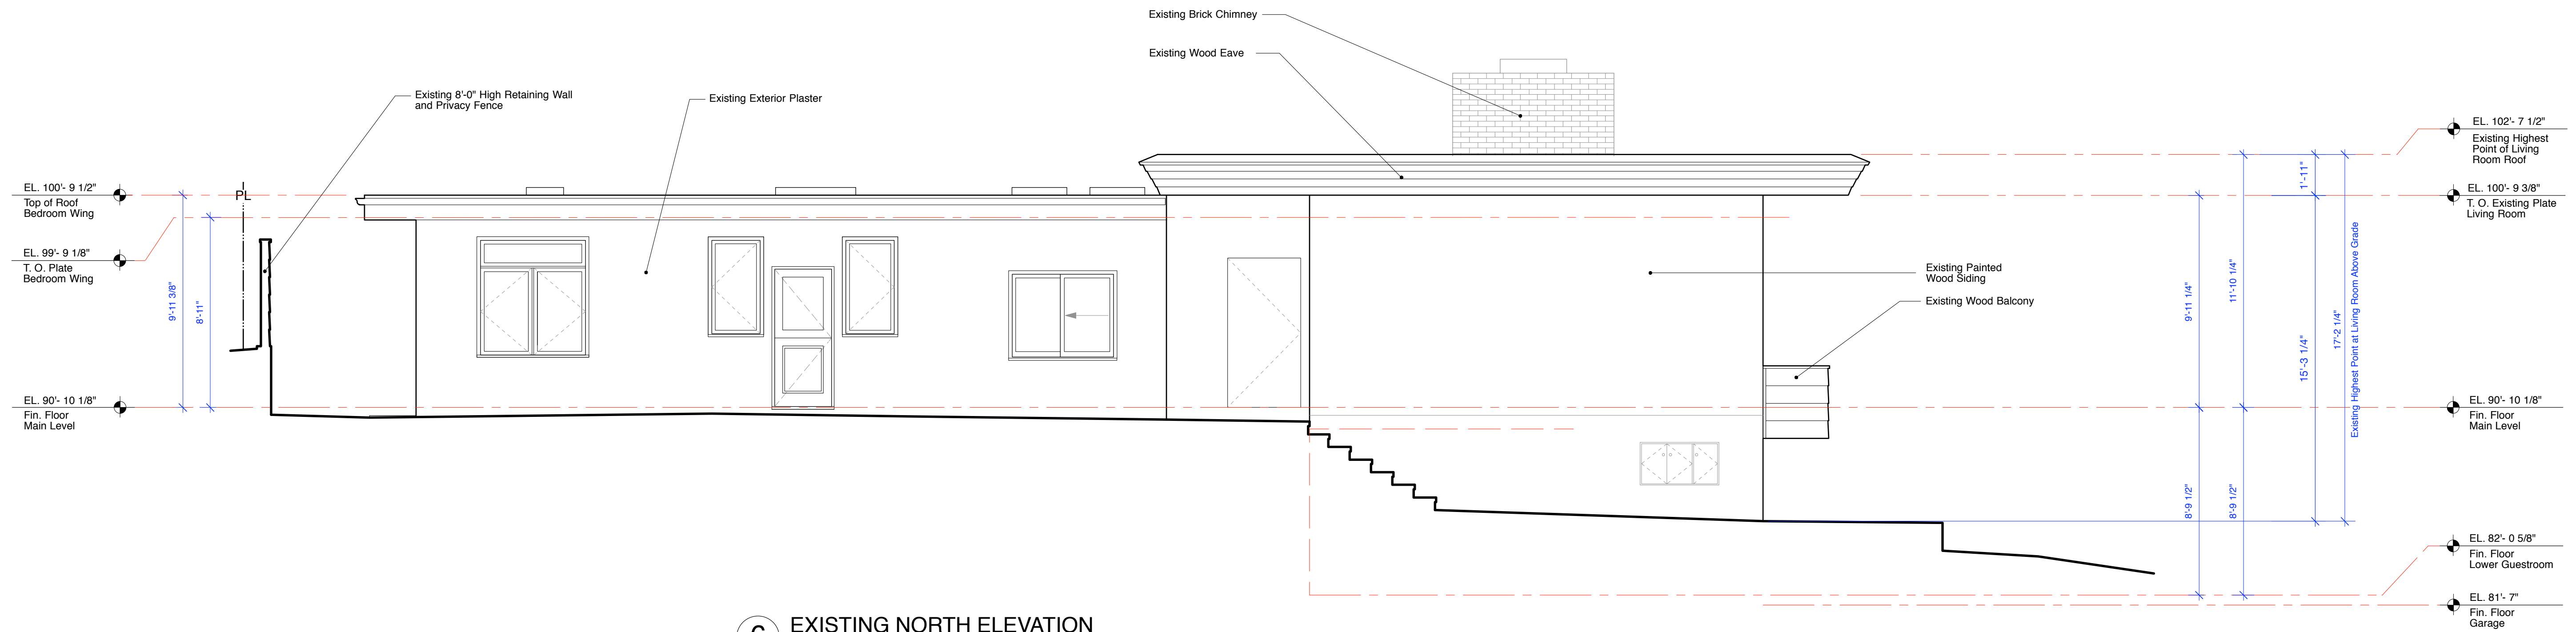 Existing Brick Chimney
Existing Wood Eave
Existing 8'-0" High Retaining Wall
and Privacy Fence
Existing Exterior Plaster
EL. 100'- 9 1/2"
Top of Roof
Bedroom Wing
PL
EL. 99'- 9 1/8"
T. O. Plate
Bedroom Wing
9'-11 3/8"
8'-11"
EL. 90'- 10 1/8"
Fin. Floor
Main Level
Existing Painted
Wood Siding
Existing Wood Balcony
9'-11 1/4"
11'-10 1/4"
1'-11"
15'-3 1/4"
17'-2 1/4"
Existing Highest Point at Living Room Above Grade
8'-9 1/2"
8'-9 1/2"
EL. 102'- 7 1/2"
Existing Highest
Point of Living
Room Roof
EL. 100'- 9 3/8"
T. O. Existing Plate
Living Room
EL. 90'- 10 1/8"
Fin. Floor
Main Level
EL. 82'- 0 5/8"
Fin. Floor
Lower Guestroom
EL. 81'- 7"
Fin. Floor
Garage
EXISTING NORTH ELEVATION